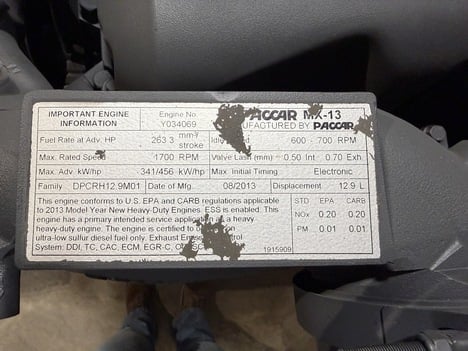 IMPORTANT ENGINE INFORMATION
Engine No Y034069
PACCAR MX-13
MANUFACTURED BY PACCAR
Fuel Rate at Adv. HP 263.3 mm³/stroke
Idle 600 - 700 RPM
Max. Rated Speed 1700 RPM
Valve Lash (mm) 0.50 Int 0.70 Exh.
Max. Adv kW/hp 341/456 kW/hp
Max Initial Timing Electronic
Family DPCRH12.9M01
Date of Mfg. 08/2013
Displacement 12.9 L
This engine conforms to U.S. EPA and CARB regulations applicable
to 2013 Model Year New Heavy-Duty Engines. ESS is enabled. This
engine has a primary intended service application as a heavy-
heavy-duty engine. The engine is certified to operate on
ultra-low sulfur diesel fuel only. Exhaust Emission Control
System: DDI, TC, CAC, ECM, EGR-C,
STD EPA CARB
NOx 0.20 0.20
PM 0.01 0.01
1915909